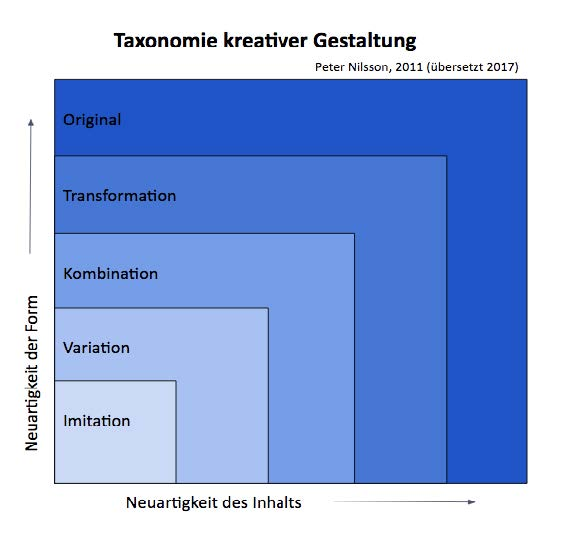 Taxonomie kreativer Gestaltung
Peter Nilsson, 2011 (übersetzt 2017)
Original
Transformation
Kombination
Variation
Imitation
Neuartigkeit der Form
Neuartigkeit des Inhalts